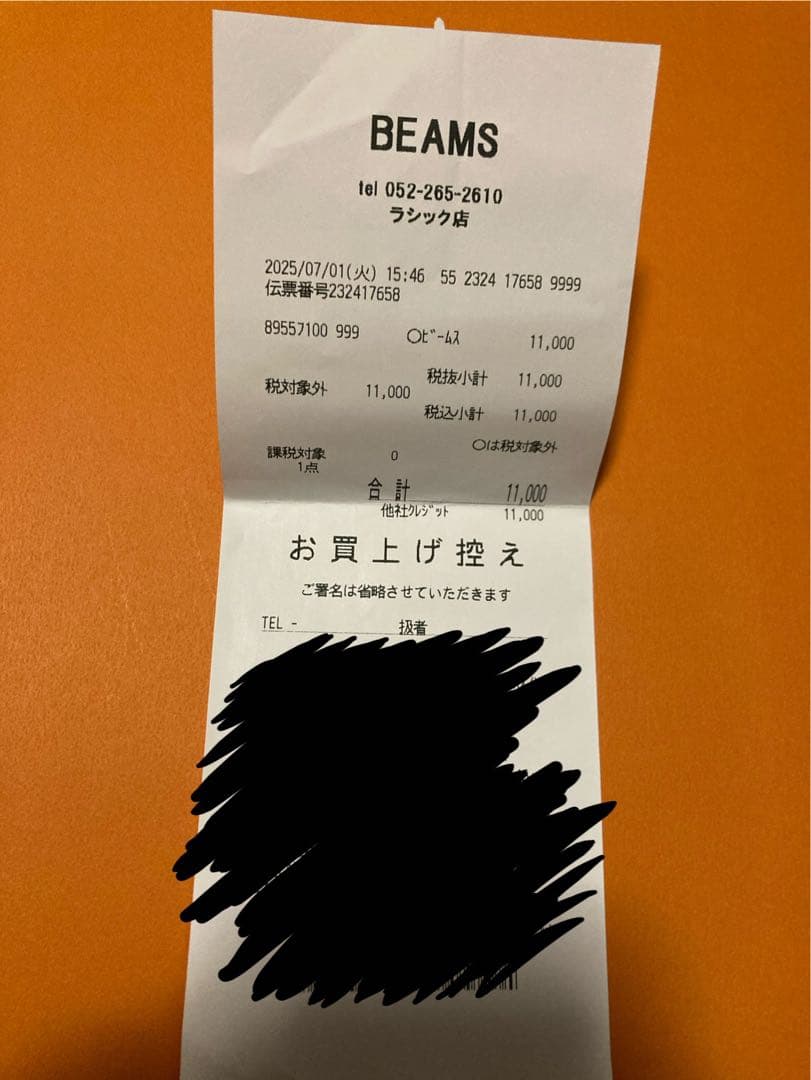 BEAMS
tel 052-265-2610
ラシック店
2025/07/01(火) 15:46 55 2324 17658 9999
伝票番号232417658
89557100 999 〇ﾋﾞｰﾑｽ 11,000
税抜小計 11,000
税対象外 11,000
税込小計 11,000
〇は税対象外
課税対象 0
1点
合計 11,000
他社ｸﾚｼﾞｯﾄ 11,000
お買上げ控え
ご署名は省略させていただきます
TEL - 扱者